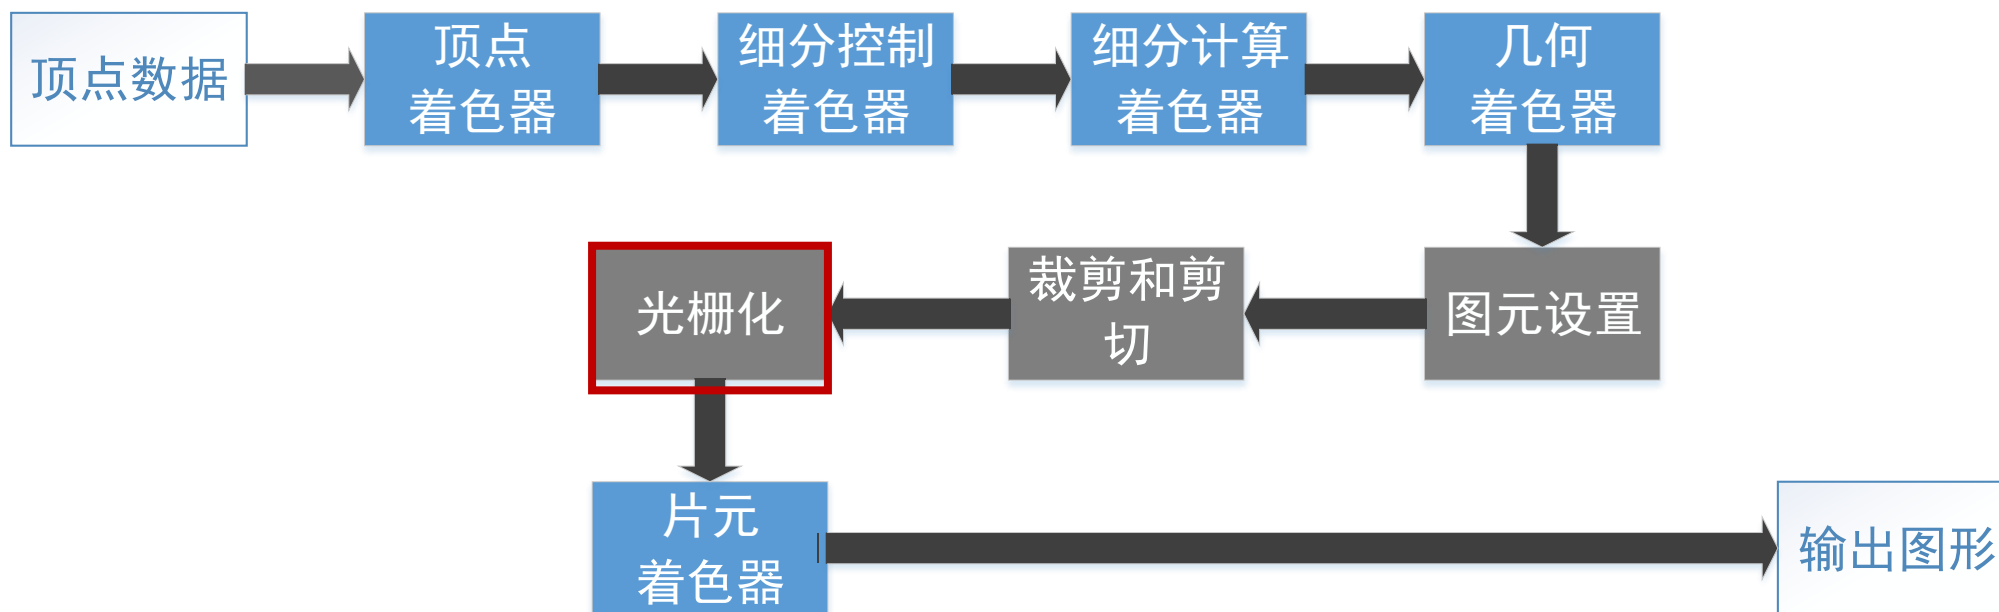 顶点数据
顶点
着色器
细分控制
着色器
细分计算
着色器
几何
着色器
图元设置
裁剪和剪
切
光栅化
片元
着色器
输出图形